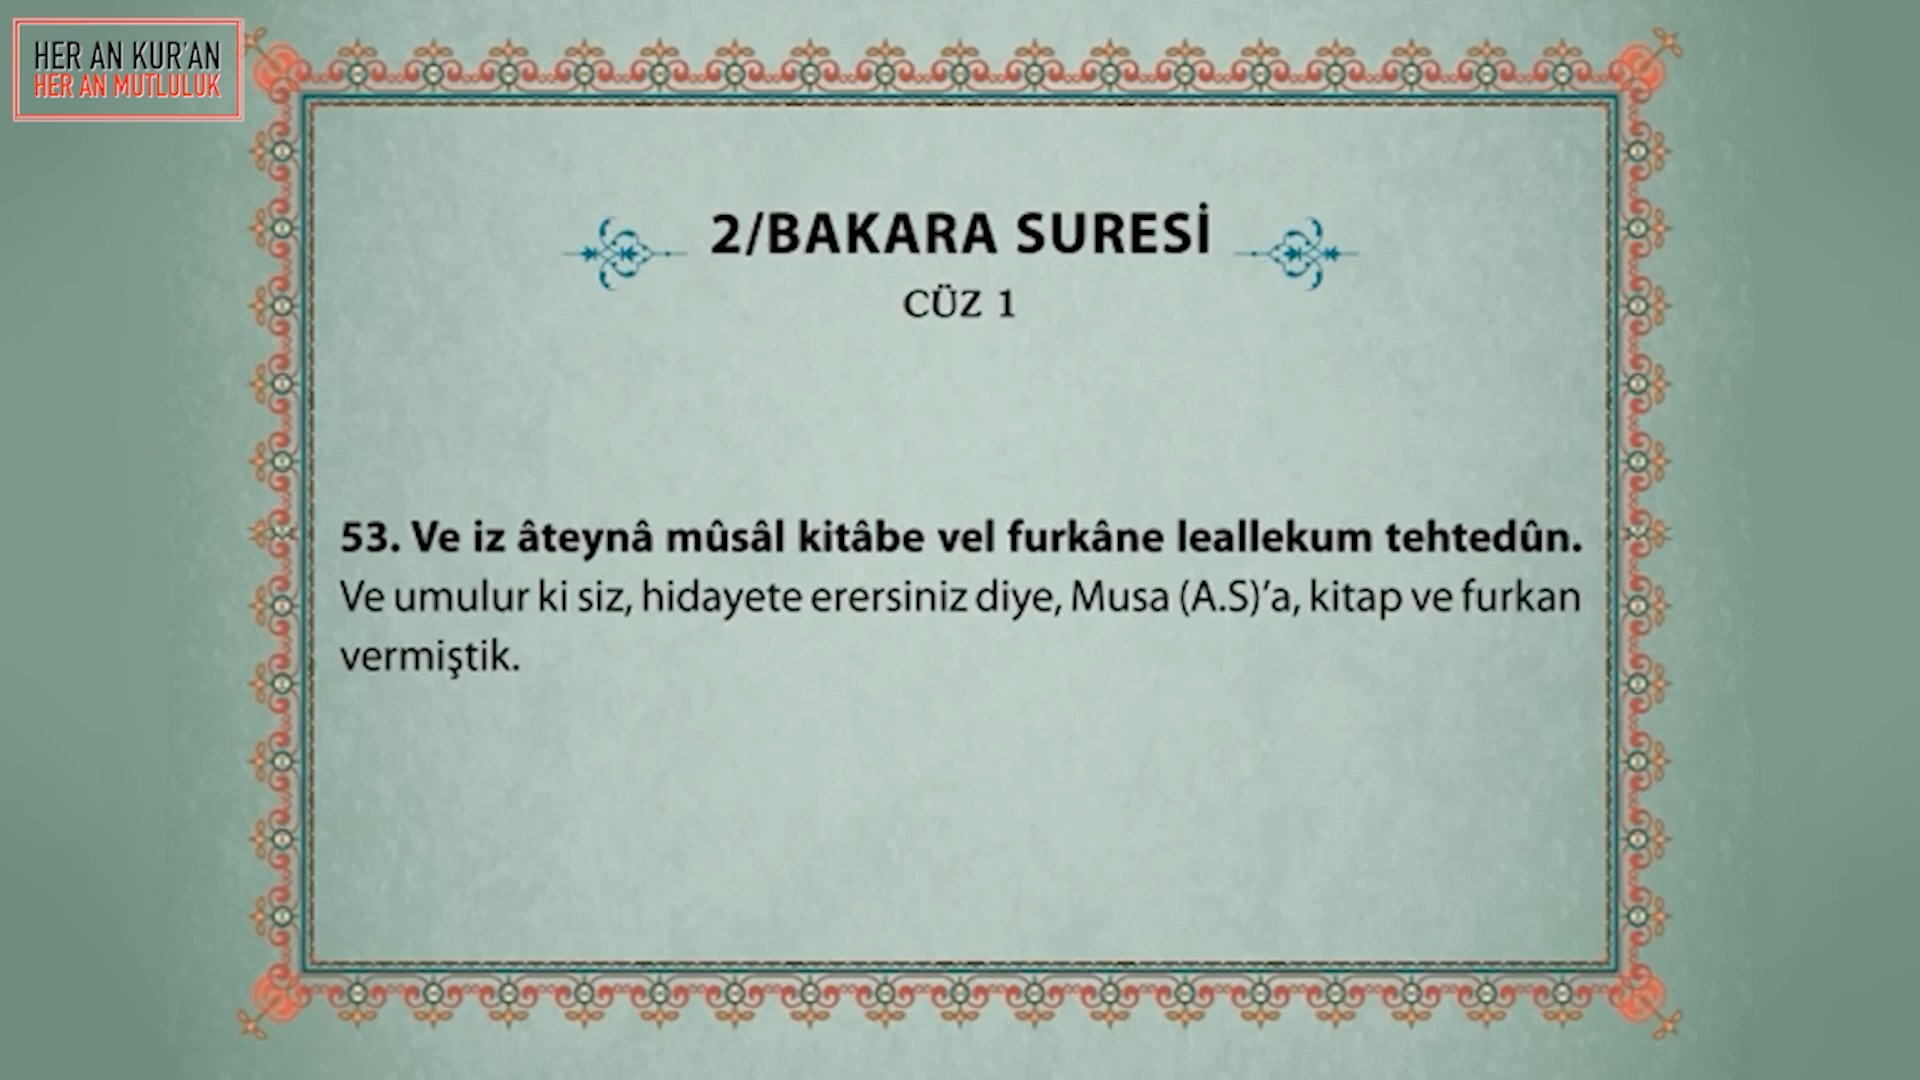 HER AN KUR'AN
HER AN MUTLULUK
2/BAKARA SURESİ
CÜZ 1
53. Ve iz âteynâ mûsâl kitâbe vel furkâne leallekum tehtedûn.
Ve umulur ki siz, hidayete erersiniz diye, Musa (A.S)’a, kitap ve furkan
vermiştik.